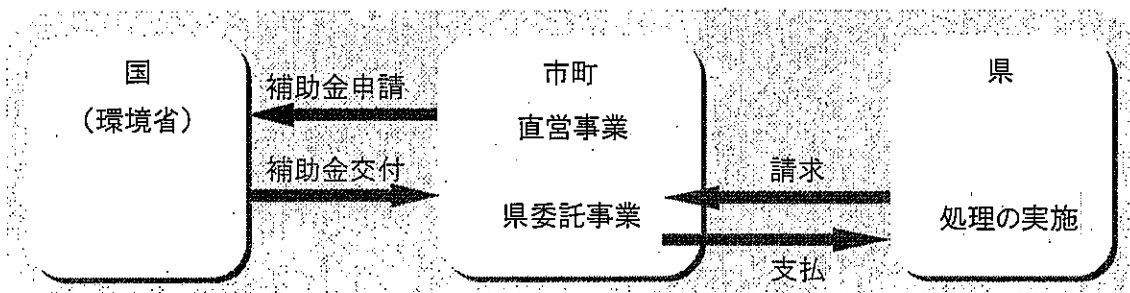 国
（環境省）
補助金申請
補助金交付
市町
直営事業
県委託事業
請求
支払
県
処理の実施